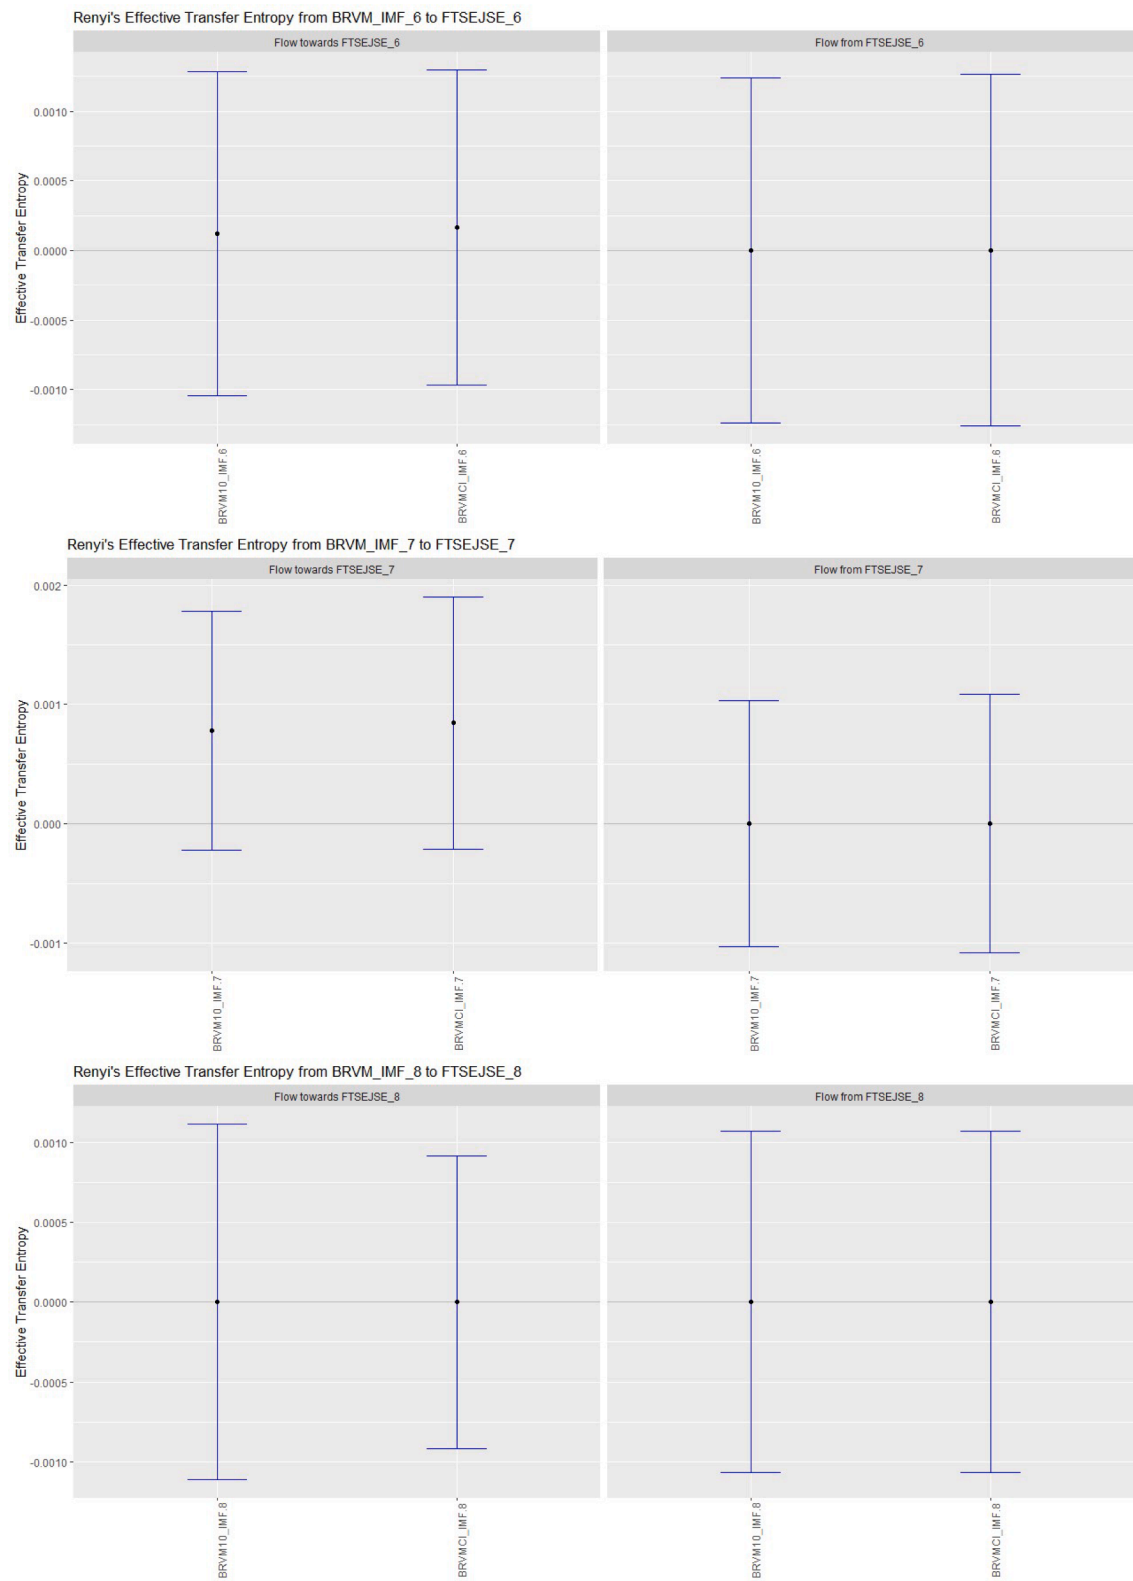 Renyi's Effective Transfer Entropy from BRVM_IMF_6 to FTSEJSE_6
Flow towards FTSEJSE_6
Flow from FTSEJSE_6
Effective Transfer Entropy
0.0010
0.0005
0.0000
-0.0005
-0.0010
BRVM10_IMF.6
BRVMCI_IMF.6
BRVM10_IMF.6
BRVMCI_IMF.6
Renyi's Effective Transfer Entropy from BRVM_IMF_7 to FTSEJSE_7
Flow towards FTSEJSE_7
Flow from FTSEJSE_7
Effective Transfer Entropy
0.002
0.001
0.000
-0.001
BRVM10_IMF.7
BRVMCI_IMF.7
BRVM10_IMF.7
BRVMCI_IMF.7
Renyi's Effective Transfer Entropy from BRVM_IMF_8 to FTSEJSE_8
Flow towards FTSEJSE_8
Flow from FTSEJSE_8
Effective Transfer Entropy
0.0010
0.0005
0.0000
-0.0005
-0.0010
BRVM10_IMF.8
BRVMCI_IMF.8
BRVM10_IMF.8
BRVMCI_IMF.8